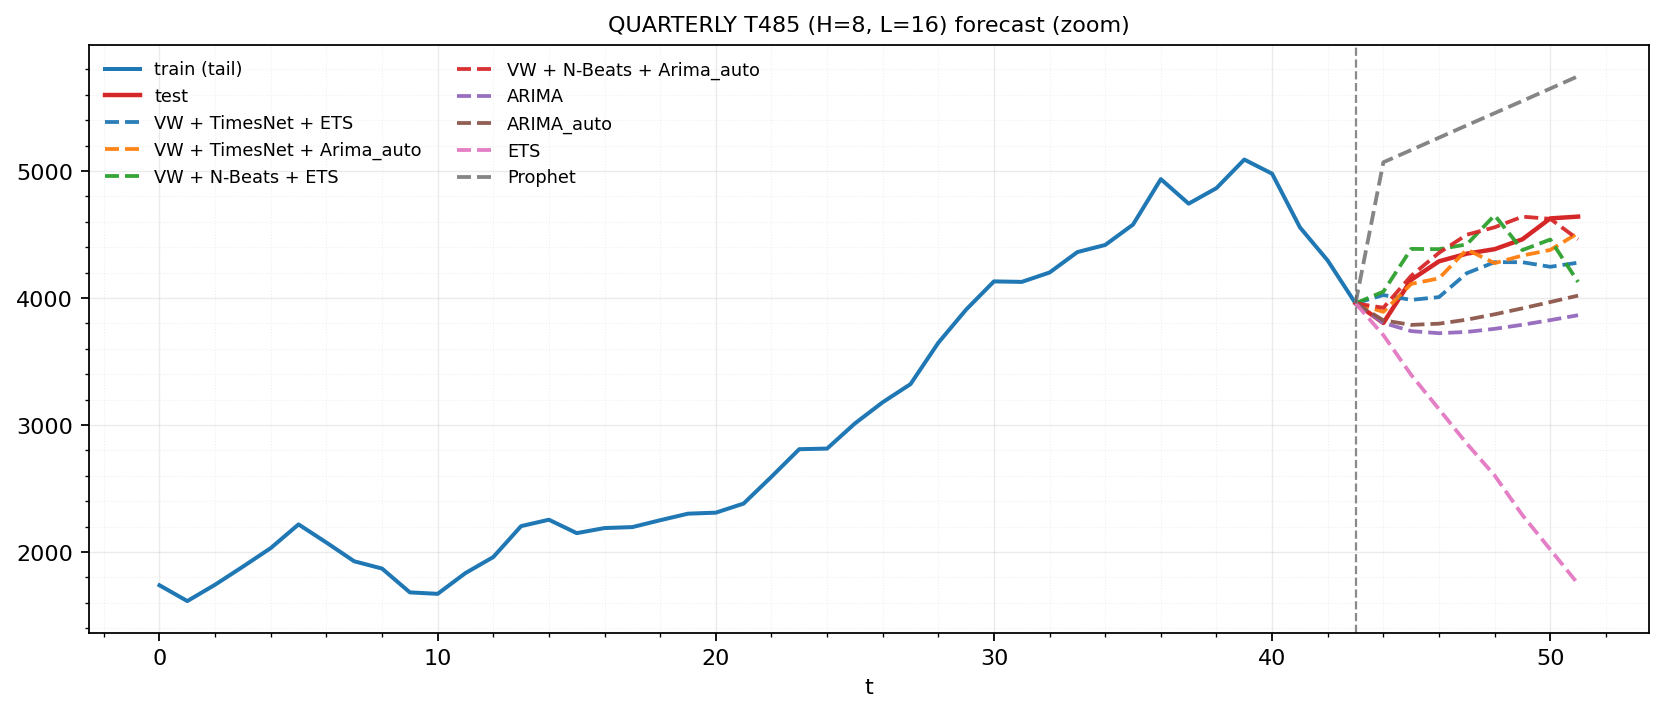 QUARTERLY T485 (H=8, L=16) forecast (zoom)
train (tail)
test
VW + TimesNet + ETS
VW + TimesNet + Arima_auto
VW + N-Beats + ETS
VW + N-Beats + Arima_auto
ARIMA
ARIMA_auto
ETS
Prophet
5000
4000
3000
2000
0 10 20 30 40 50
t